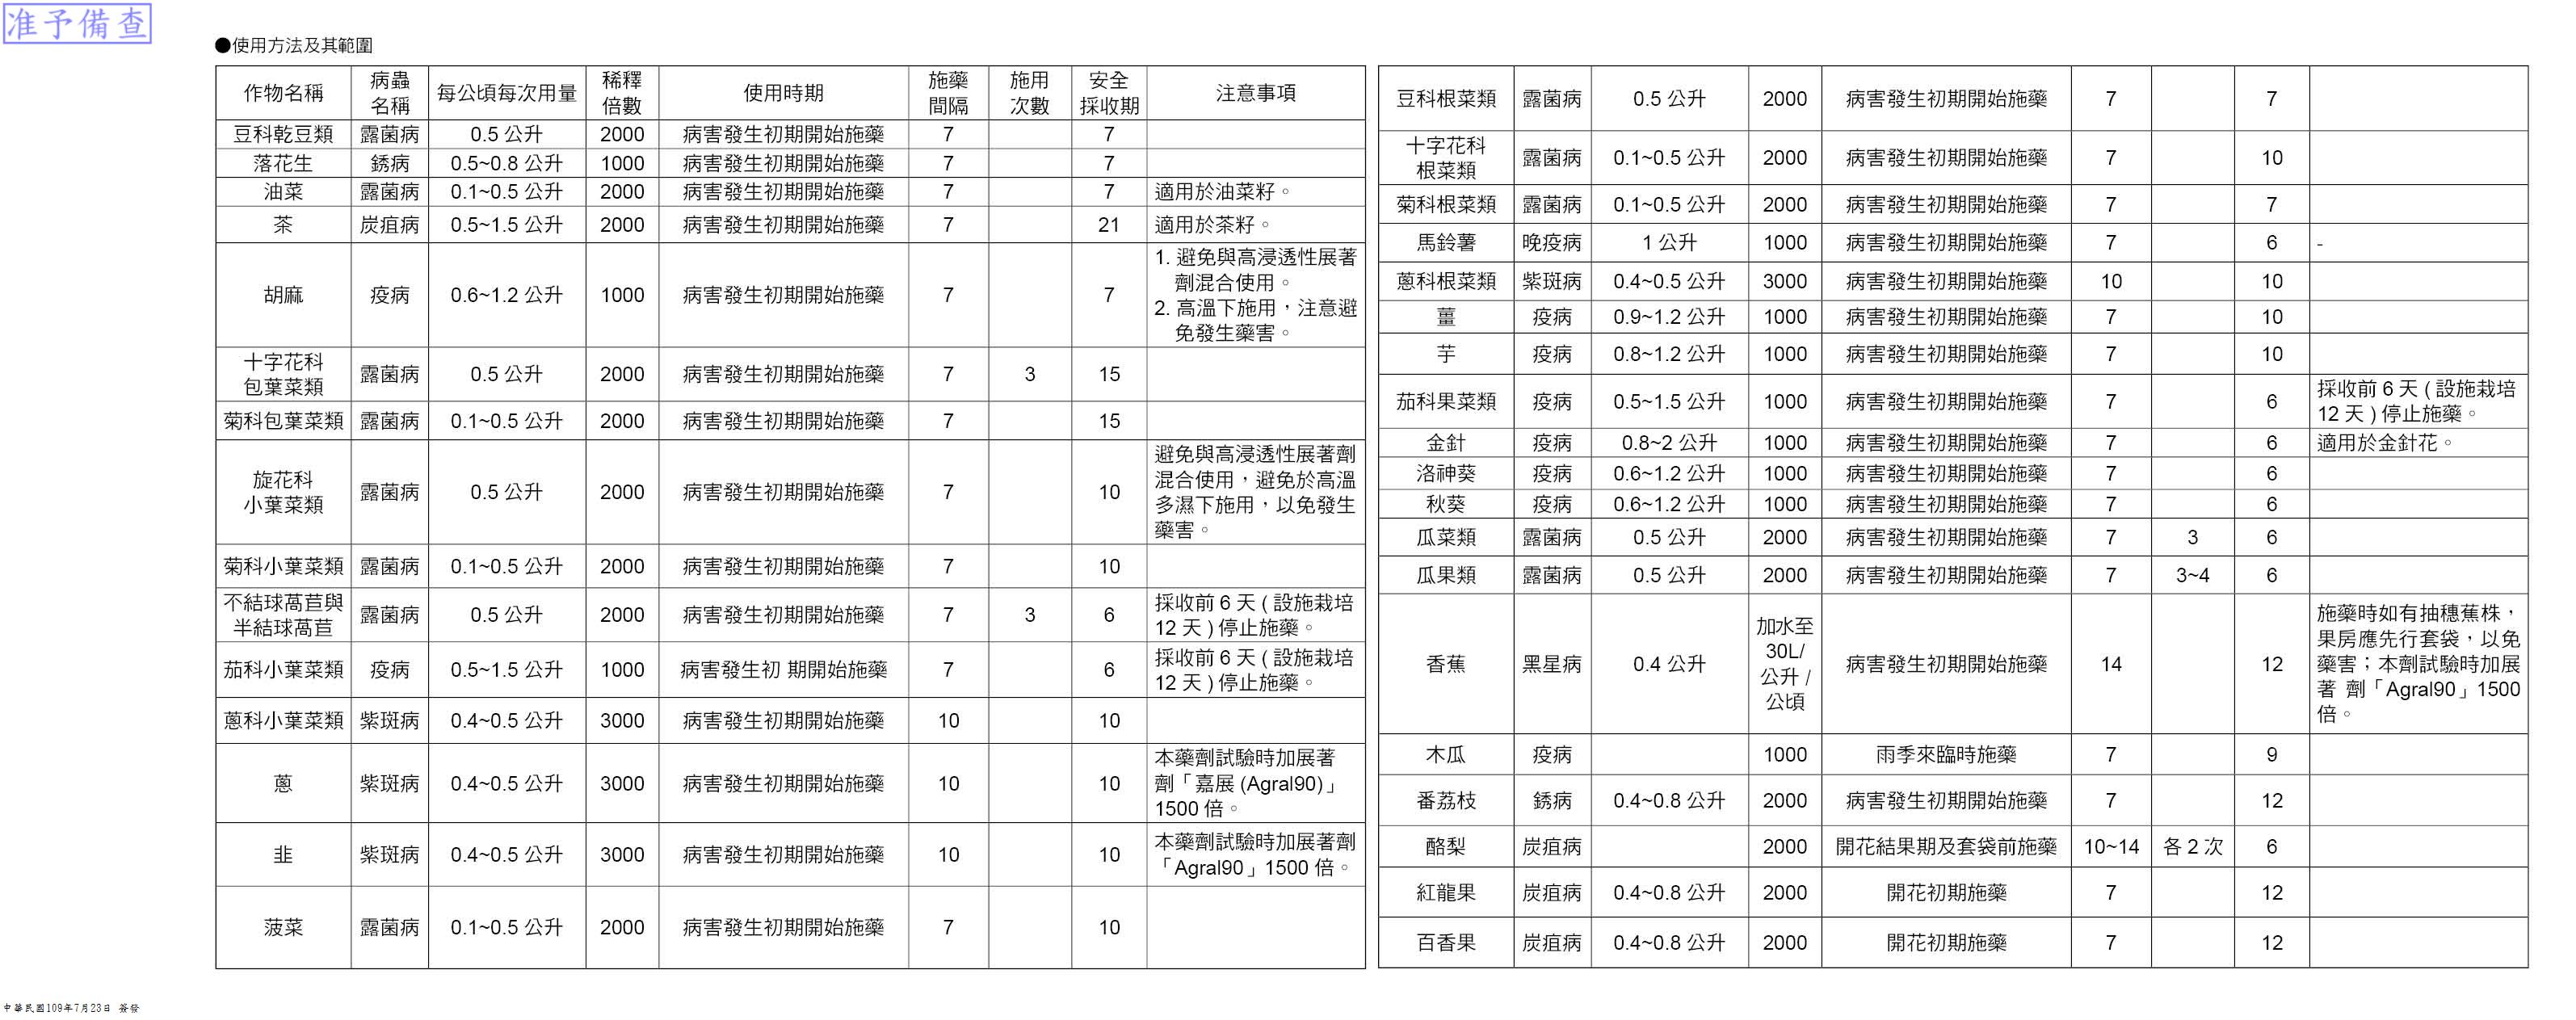 准予備查
●使用方法及其範圍
作物名稱 病蟲名稱 每公頃每次用量 稀釋倍數 使用時期 施藥間隔 施用次數 安全採收期 注意事項
豆科乾豆類 露菌病 0.5 公升 2000 病害發生初期開始施藥 7 7
落花生 銹病 0.5~0.8 公升 1000 病害發生初期開始施藥 7 7
油菜 露菌病 0.1~0.5 公升 2000 病害發生初期開始施藥 7 7 適用於油菜籽。
茶 炭疽病 0.5~1.5 公升 2000 病害發生初期開始施藥 7 21 適用於茶籽。
胡麻 疫病 0.6~1.2 公升 1000 病害發生初期開始施藥 7 7 1. 避免與高浸透性展著劑混合使用。
2. 高溫下施用，注意避免發生藥害。
十字花科包葉菜類 露菌病 0.5 公升 2000 病害發生初期開始施藥 7 3 15
菊科包葉菜類 露菌病 0.1~0.5 公升 2000 病害發生初期開始施藥 7 15
旋花科小葉菜類 露菌病 0.5 公升 2000 病害發生初期開始施藥 7 10 避免與高浸透性展著劑混合使用，避免於高溫多濕下施用，以免發生藥害。
菊科小葉菜類 露菌病 0.1~0.5 公升 2000 病害發生初期開始施藥 7 10
不結球萵苣與半結球萵苣 露菌病 0.5 公升 2000 病害發生初期開始施藥 7 3 6 採收前 6 天 ( 設施栽培 12 天 ) 停止施藥。
茄科小葉菜類 疫病 0.5~1.5 公升 1000 病害發生初 期開始施藥 7 6 採收前 6 天 ( 設施栽培 12 天 ) 停止施藥。
蔥科小葉菜類 紫斑病 0.4~0.5 公升 3000 病害發生初期開始施藥 10 10
蔥 紫斑病 0.4~0.5 公升 3000 病害發生初期開始施藥 10 10 本藥劑試驗時加展著劑「嘉展 (Agral90)」1500 倍。
韭 紫斑病 0.4~0.5 公升 3000 病害發生初期開始施藥 10 10 本藥劑試驗時加展著劑「Agral90」1500 倍。
菠菜 露菌病 0.1~0.5 公升 2000 病害發生初期開始施藥 7 10
豆科根菜類 露菌病 0.5 公升 2000 病害發生初期開始施藥 7 7
十字花科根菜類 露菌病 0.1~0.5 公升 2000 病害發生初期開始施藥 7 10
菊科根菜類 露菌病 0.1~0.5 公升 2000 病害發生初期開始施藥 7 7
馬鈴薯 晚疫病 1 公升 1000 病害發生初期開始施藥 7 6 -
蔥科根菜類 紫斑病 0.4~0.5 公升 3000 病害發生初期開始施藥 10 10
薑 疫病 0.9~1.2 公升 1000 病害發生初期開始施藥 7 10
芋 疫病 0.8~1.2 公升 1000 病害發生初期開始施藥 7 10
茄科果菜類 疫病 0.5~1.5 公升 1000 病害發生初期開始施藥 7 6 採收前 6 天 ( 設施栽培 12 天 ) 停止施藥。
金針 疫病 0.8~2 公升 1000 病害發生初期開始施藥 7 6 適用於金針花。
洛神葵 疫病 0.6~1.2 公升 1000 病害發生初期開始施藥 7 6
秋葵 疫病 0.6~1.2 公升 1000 病害發生初期開始施藥 7 6
瓜菜類 露菌病 0.5 公升 2000 病害發生初期開始施藥 7 3 6
瓜果類 露菌病 0.5 公升 2000 病害發生初期開始施藥 7 3~4 6
香蕉 黑星病 0.4 公升 加水至 30L/公升 / 公頃 病害發生初期開始施藥 14 12 施藥時如有抽穗蕉株，果房應先行套袋，以免藥害；本劑試驗時加展著 劑「Agral90」1500 倍。
木瓜 疫病 1000 雨季來臨時施藥 7 9
番荔枝 銹病 0.4~0.8 公升 2000 病害發生初期開始施藥 7 12
酪梨 炭疽病 2000 開花結果期及套袋前施藥 10~14 各 2 次 6
紅龍果 炭疽病 0.4~0.8 公升 2000 開花初期施藥 7 12
百香果 炭疽病 0.4~0.8 公升 2000 開花初期施藥 7 12
中華民國109年7月23日 簽發